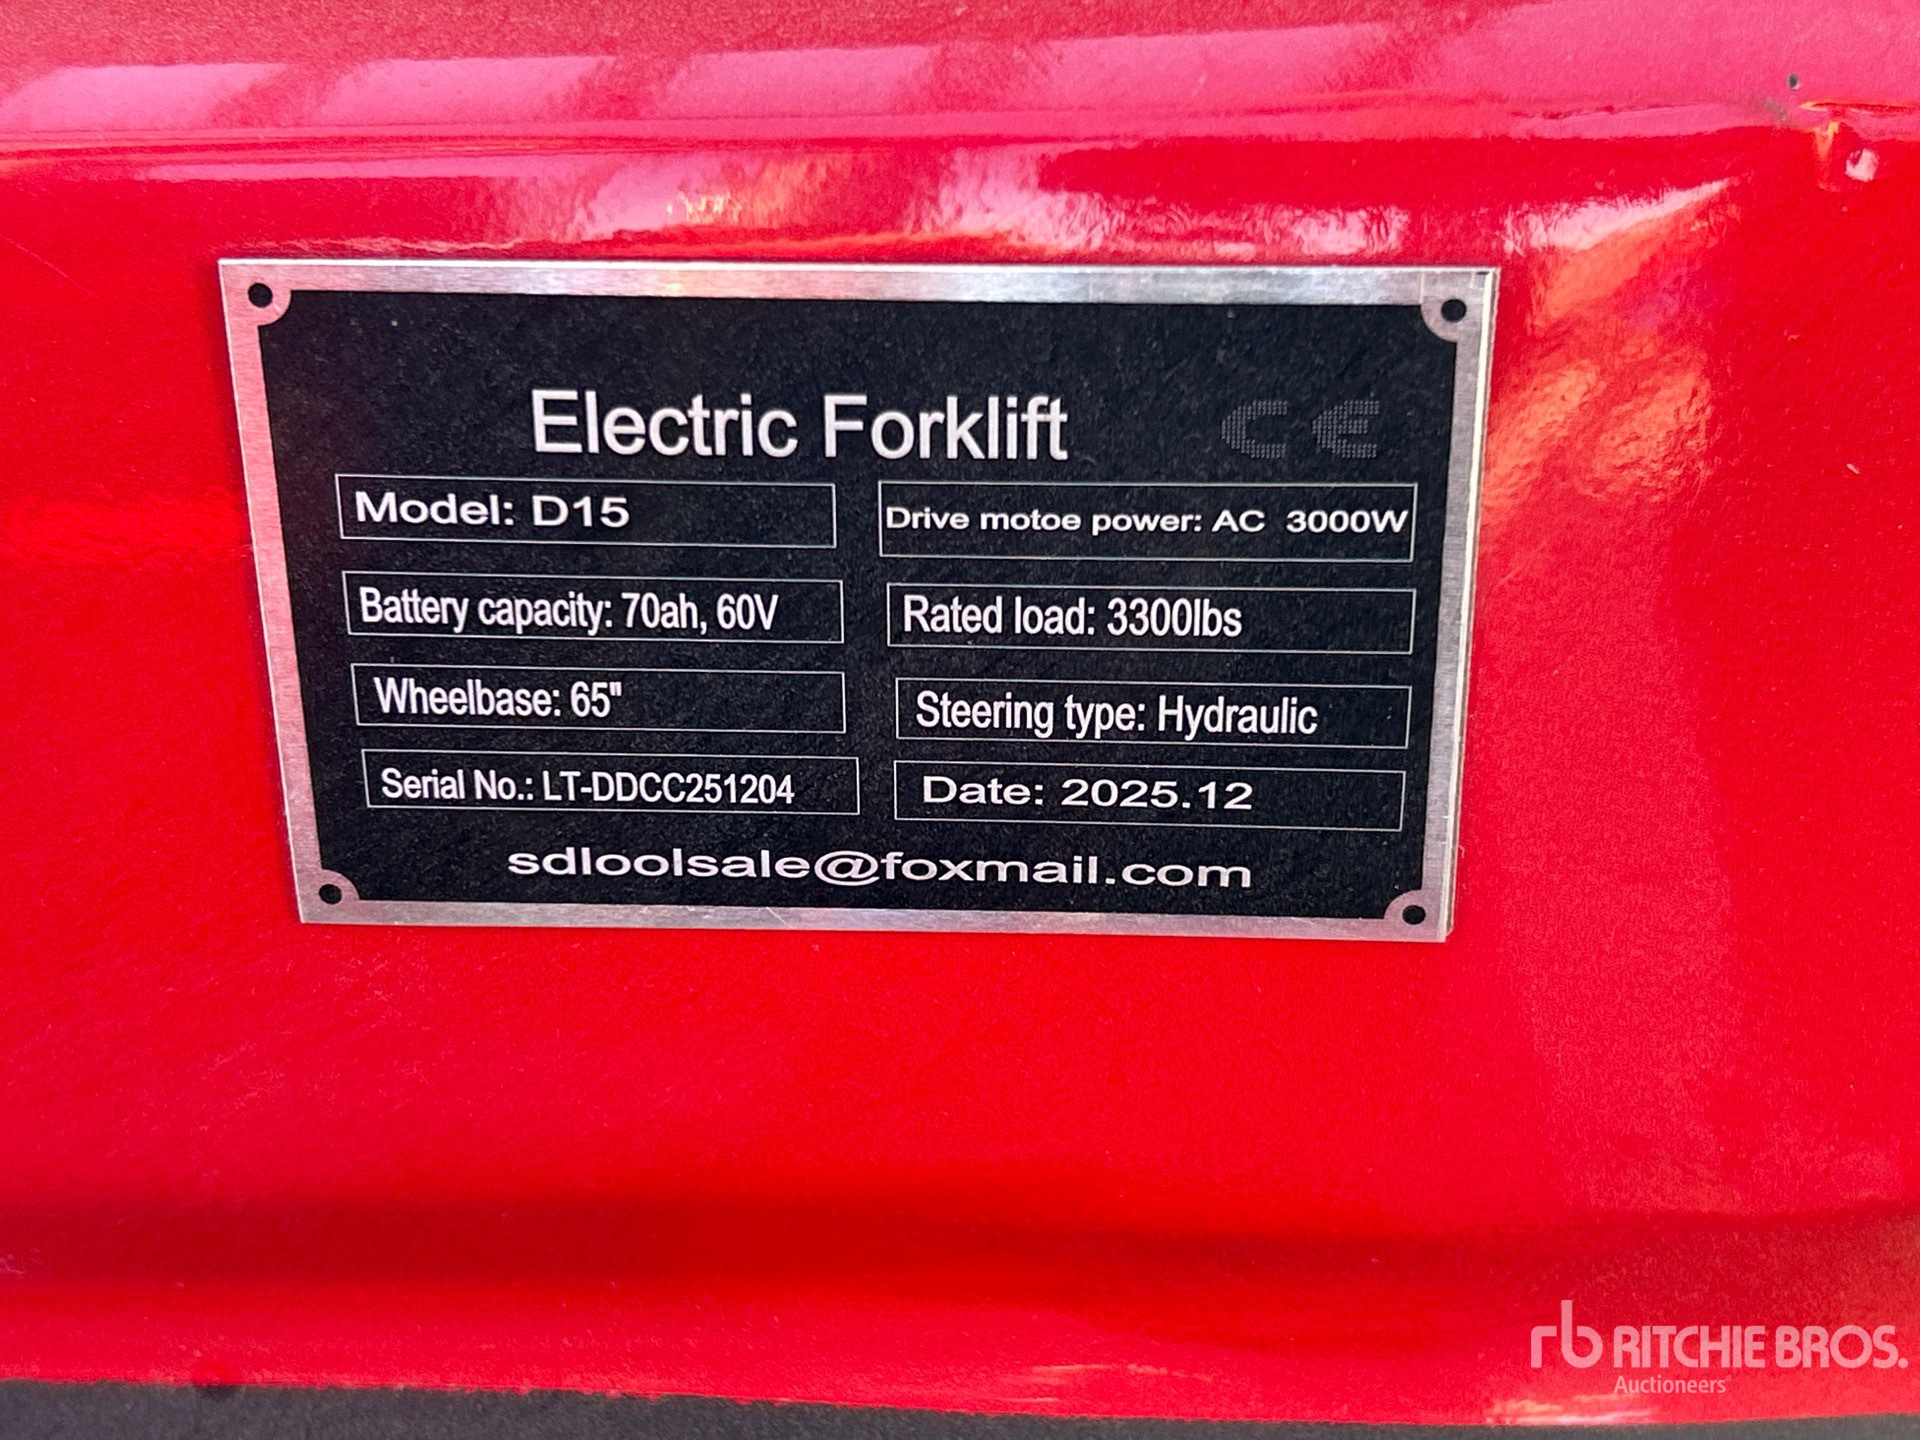 Electric Forklift CE
Model: D15
Drive motoe power: AC 3000W
Battery capacity: 70ah, 60V
Rated load: 3300lbs
Wheelbase: 65"
Steering type: Hydraulic
Serial No.: LT-DDCC251204
Date: 2025.12
sdloolsale@foxmail.com
rb RITCHIE BROS.
Auctioneers